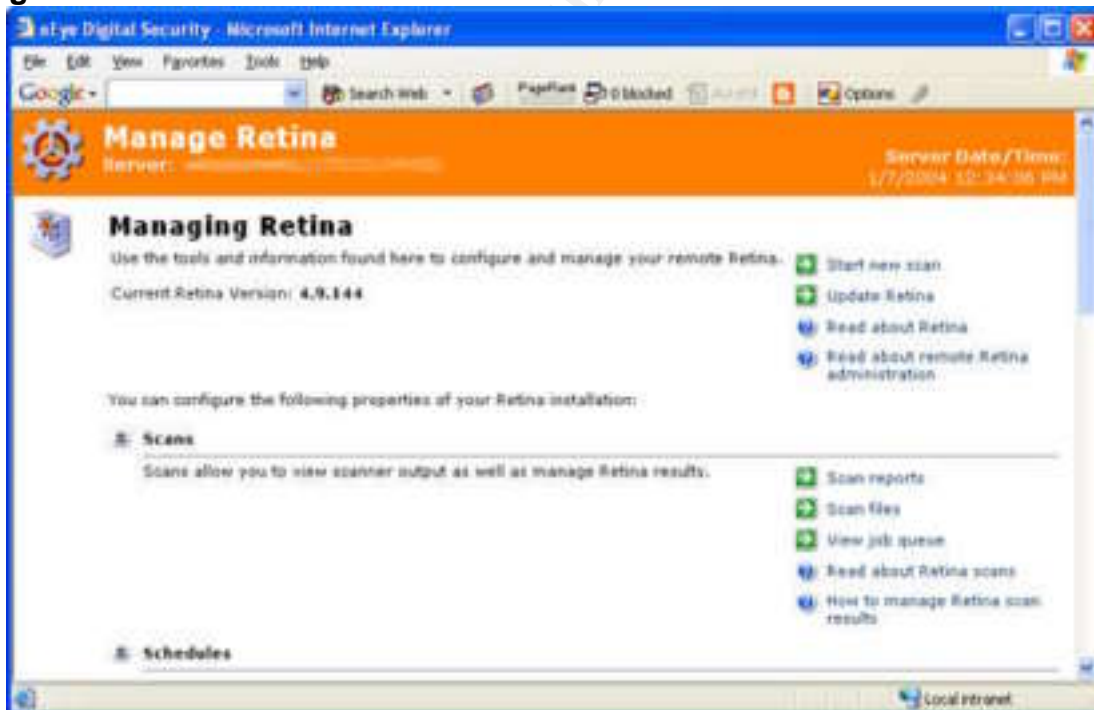 eEye Digital Security - Microsoft Internet Explorer
File Edit View Favorites Tools Help
Google Search Web PageRank 0 blocked Options
Manage Retina
Server:
Server Date/Time:
1/7/2004 12:34:06 PM
Managing Retina
Use the tools and information found here to configure and manage your remote Retina.
Current Retina Version: 4.9.144
Start new scan
Update Retina
Read about Retina
Read about remote Retina
administration
You can configure the following properties of your Retina installation:
Scans
Scans allow you to view scanner output as well as manage Retina results.
Scan reports
Scan files
View job queue
Read about Retina scans
How to manage Retina scan
results
Schedules
Local intranet